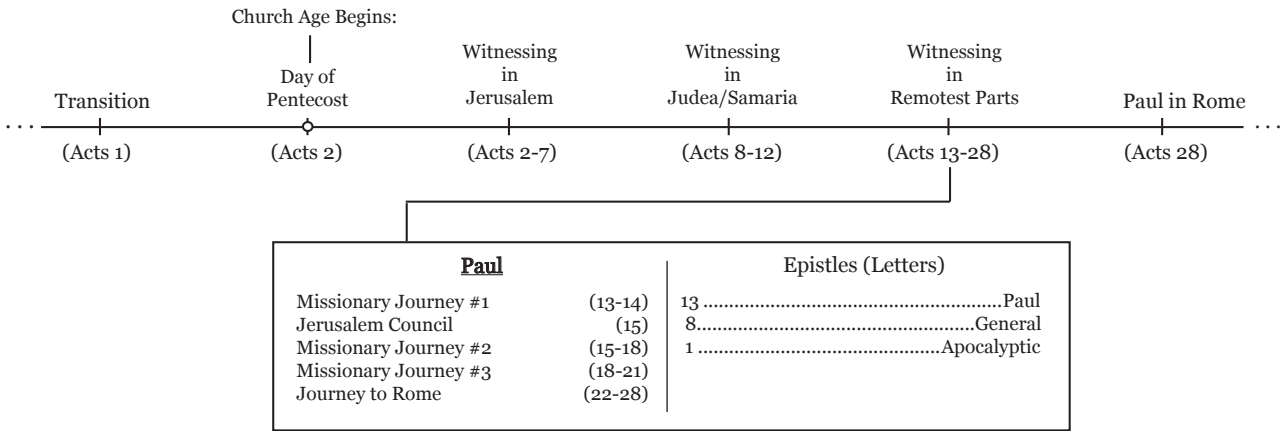 Church Age Begins:
Day of
Pentecost
Witnessing
in
Jerusalem
Witnessing
in
Judea/Samaria
Witnessing
in
Remotest Parts
Transition
Paul in Rome
(Acts 1)
(Acts 2)
(Acts 2-7)
(Acts 8-12)
(Acts 13-28)
(Acts 28)
Paul
Missionary Journey #1 (13-14)
Jerusalem Council (15)
Missionary Journey #2 (15-18)
Missionary Journey #3 (18-21)
Journey to Rome (22-28)
Epistles (Letters)
13 ........................................................Paul
8....................................................General
1 .............................................Apocalyptic